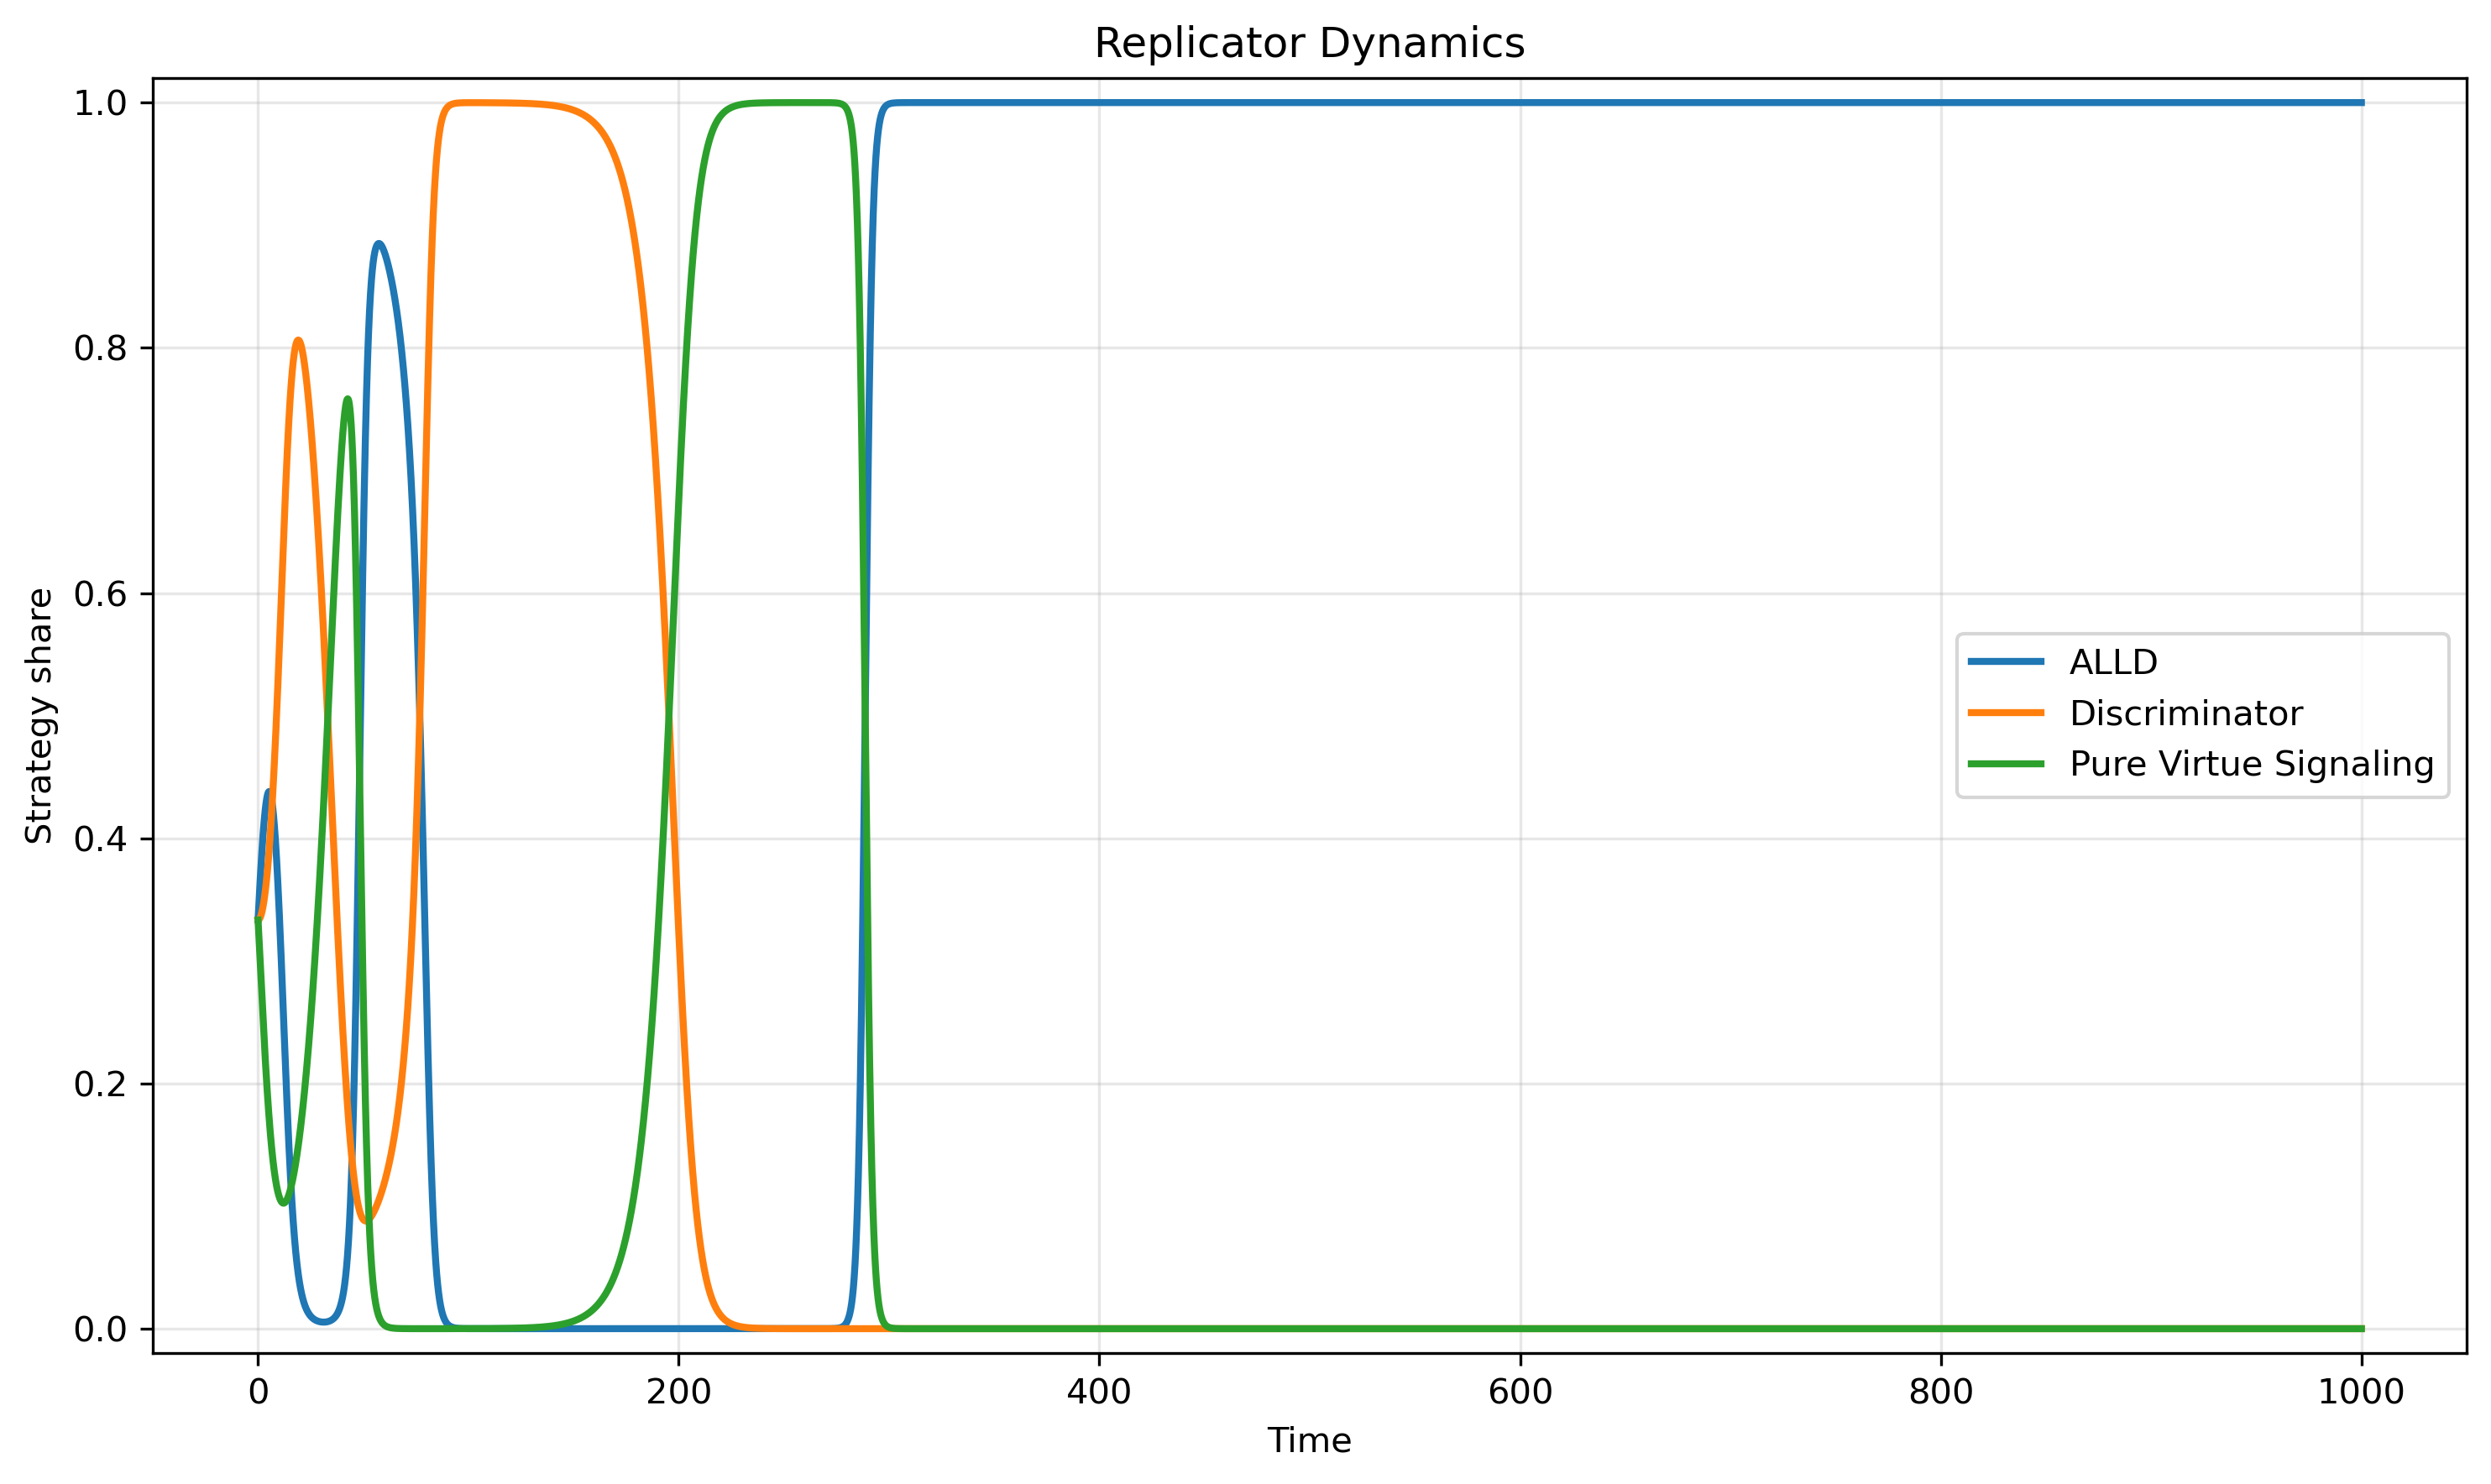 Replicator Dynamics
1.0
0.8
0.6
0.4
0.2
0.0
Strategy share
ALLD
Discriminator
Pure Virtue Signaling
0 200 400 600 800 1000
Time